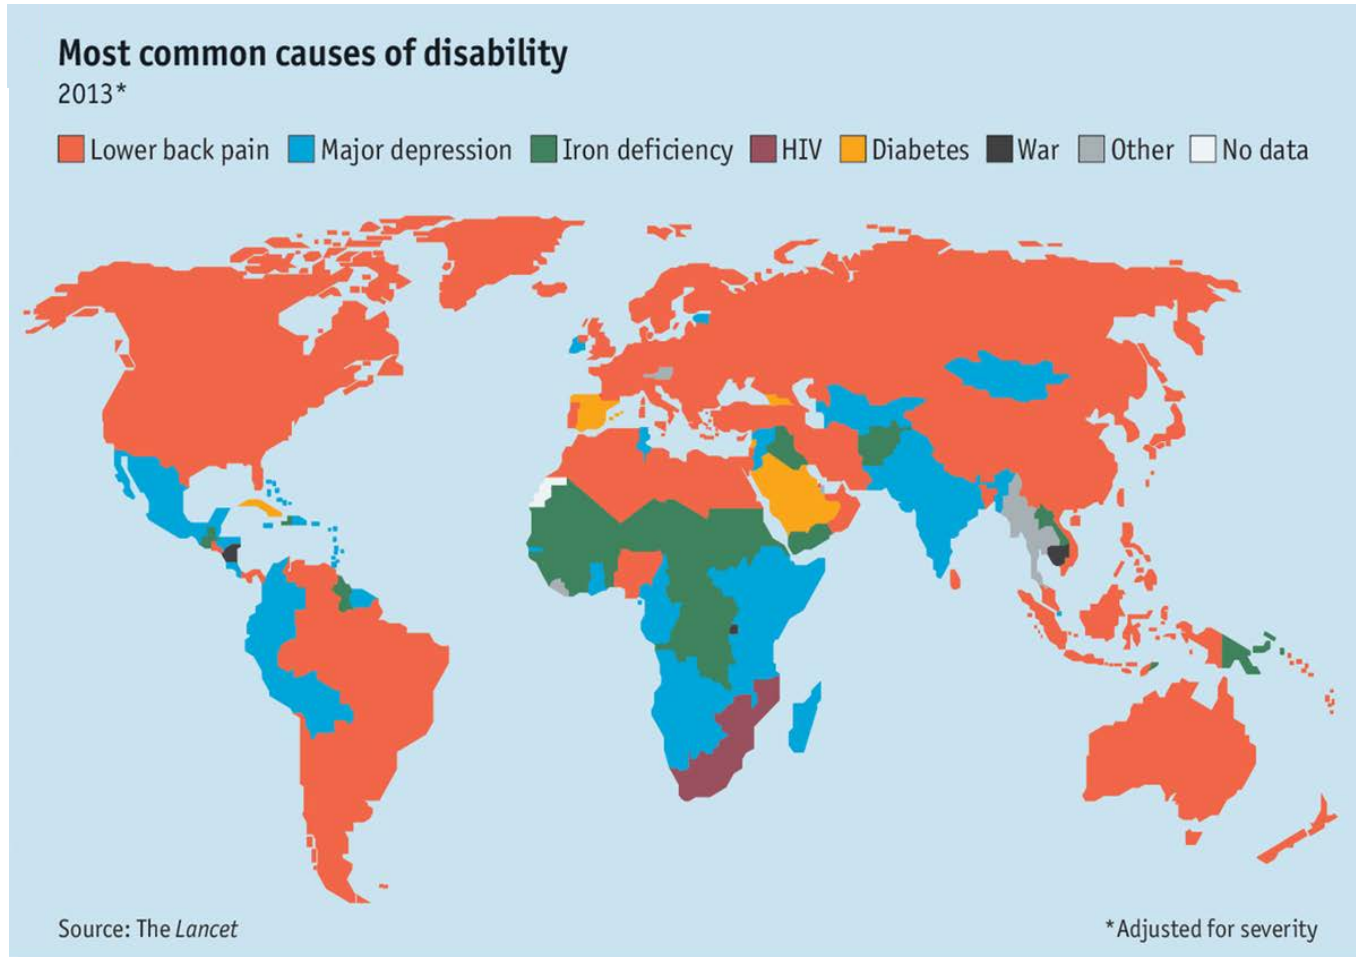 Most common causes of disability
2013*
Lower back pain Major depression Iron deficiency HIV Diabetes War Other No data
Source: The Lancet
*Adjusted for severity